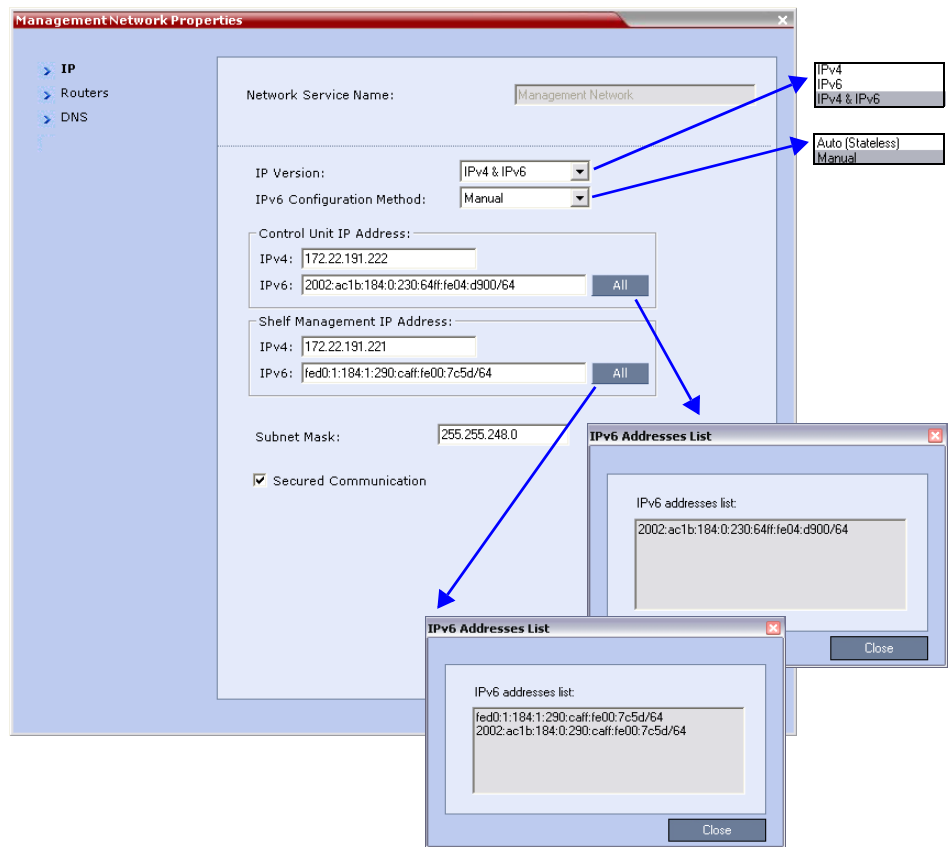 Management Network Properties
IP
Routers
DNS
Network Service Name: Management Network
IP Version: IPv4 & IPv6
IPv6 Configuration Method: Manual
Control Unit IP Address:
IPv4: 172.22.191.222
IPv6: 2002:ac1b:184:0:230:64ff:fe04:d900/64 All
Shelf Management IP Address:
IPv4: 172.22.191.221
IPv6: fed0:1:184:1:290:caff:fe00:7c5d/64 All
Subnet Mask: 255.255.248.0
Secured Communication
IPv4
IPv6
IPv4 & IPv6
Auto (Stateless)
Manual
IPv6 Addresses List
IPv6 addresses list:
2002:ac1b:184:0:230:64ff:fe04:d900/64
Close
IPv6 Addresses List
IPv6 addresses list:
fed0:1:184:1:290:caff:fe00:7c5d/64
2002:ac1b:184:0:290:caff:fe00:7c5d/64
Close